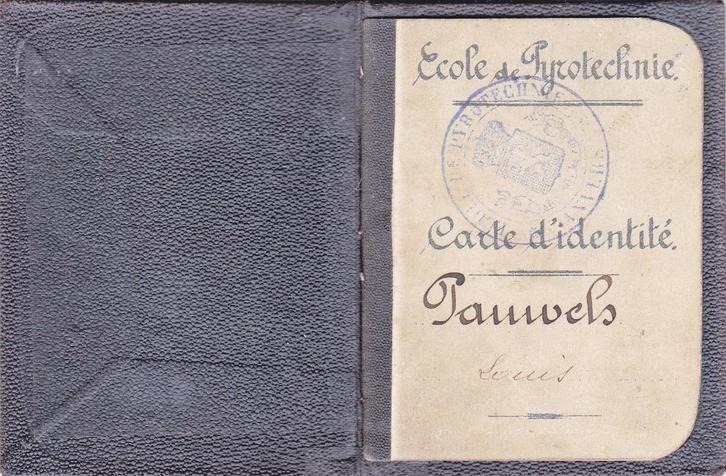 Ecole de Pyrotechnie.
Carte d'identité.
Pauwels
Louis